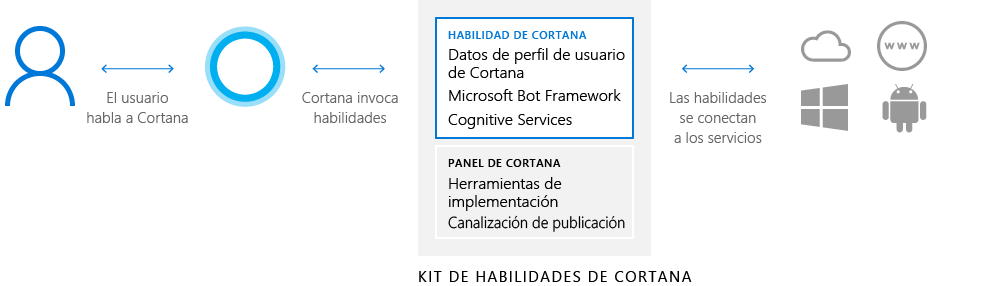 El usuario
habla a Cortana
Cortana invoca
habilidades
HABILIDAD DE CORTANA
Datos de perfil de usuario
de Cortana
Microsoft Bot Framework
Cognitive Services
PANEL DE CORTANA
Herramientas de
implementación
Canalización de publicación
KIT DE HABILIDADES DE CORTANA
Las habilidades
se conectan
a los servicios
www